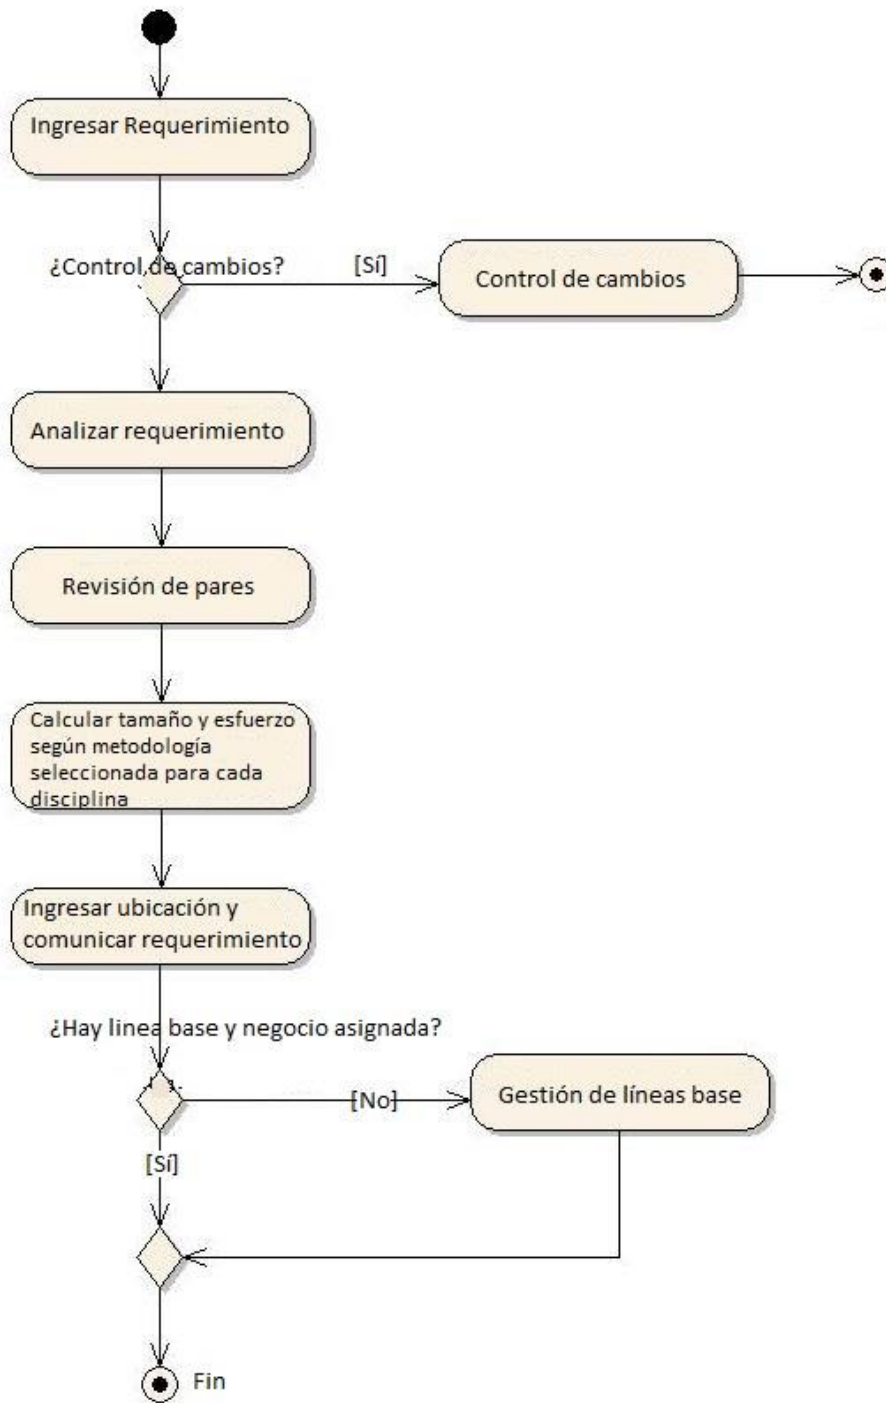 Ingresar Requerimiento
¿Control de cambios?
[Sí]
Control de cambios
Analizar requerimiento
Revisión de pares
Calcular tamaño y esfuerzo
según metodología
seleccionada para cada
disciplina
Ingresar ubicación y
comunicar requerimiento
¿Hay linea base y negocio asignada?
[No]
Gestión de líneas base
[Sí]
Fin